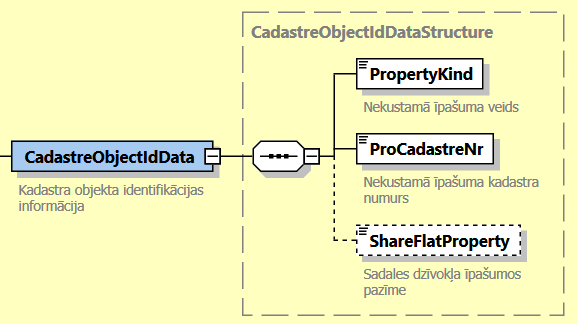 CadastreObjectIdDataStructure
PropertyKind
Nekustamā īpašuma veids
CadastreObjectIdData
Kadastra objekta identifikācijas
informācija
ProCadastreNr
Nekustamā īpašuma kadastra
numurs
ShareFlatProperty
Sadales dzīvokļa īpašumos
pazīme